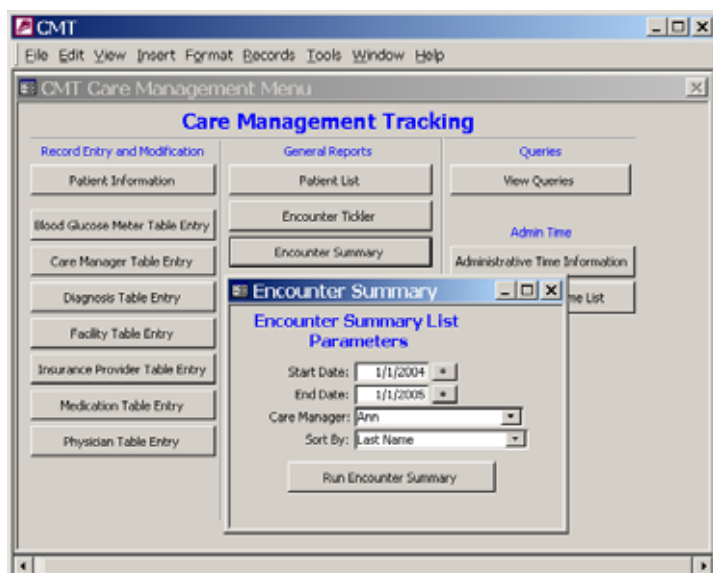 CMT
File Edit View Insert Format Records Tools Window Help
CMT Care Management Menu
Care Management Tracking
Record Entry and Modification
Patient Information
Blood Glucose Meter Table Entry
Care Manager Table Entry
Diagnosis Table Entry
Facility Table Entry
Insurance Provider Table Entry
Medication Table Entry
Physician Table Entry
General Reports
Patient List
Encounter Tickler
Encounter Summary
Queries
View Queries
Admin Time
Administrative Time Information
me List
Encounter Summary
Encounter Summary List
Parameters
Start Date: 1/1/2004
End Date: 1/1/2005
Care Manager: Ann
Sort By: Last Name
Run Encounter Summary